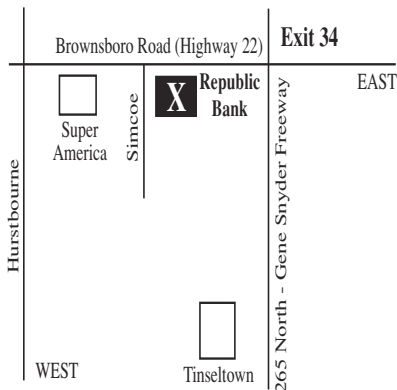 Brownsboro Road (Highway 22)
Exit 34
EAST
Republic
Bank
X
Super
America
Simcoe
Hurstbourne
265 North - Gene Snyder Freeway
WEST
Tinseltown